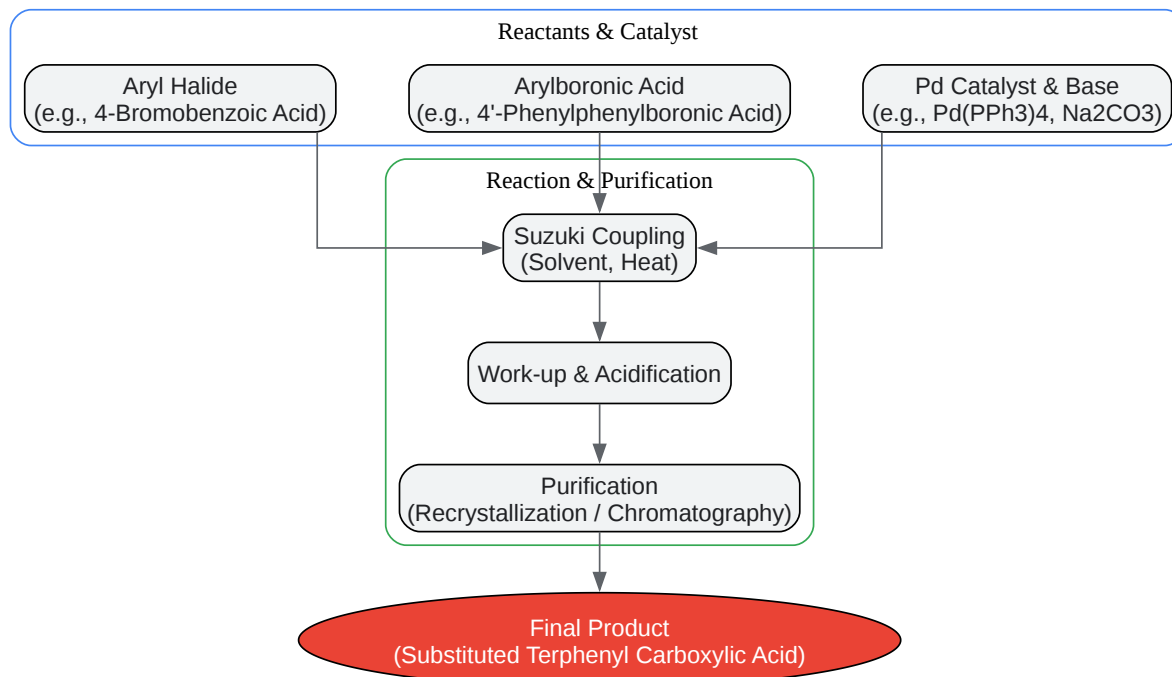 Reactants & Catalyst
Aryl Halide
(e.g., 4-Bromobenzoic Acid)
Arylboronic Acid
(e.g., 4'-Phenylphenylboronic Acid)
Pd Catalyst & Base
(e.g., Pd(PPh3)4, Na2CO3)
Reaction & Purification
Suzuki Coupling
(Solvent, Heat)
Work-up & Acidification
Purification
(Recrystallization / Chromatography)
Final Product
(Substituted Terphenyl Carboxylic Acid)